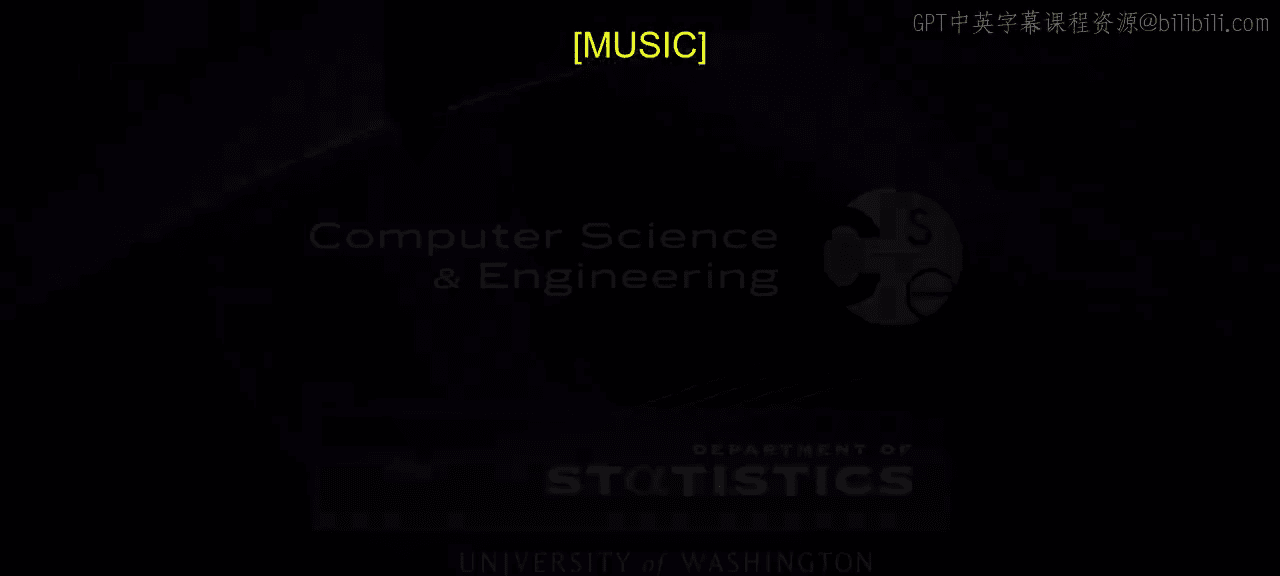 GPT中英字幕课程资源@bilibili.com
[MUSIC]
Computer Science
& Engineering
DEPARTMENT OF
STαTISTICS
UNIVERSITY of WASHINGTON